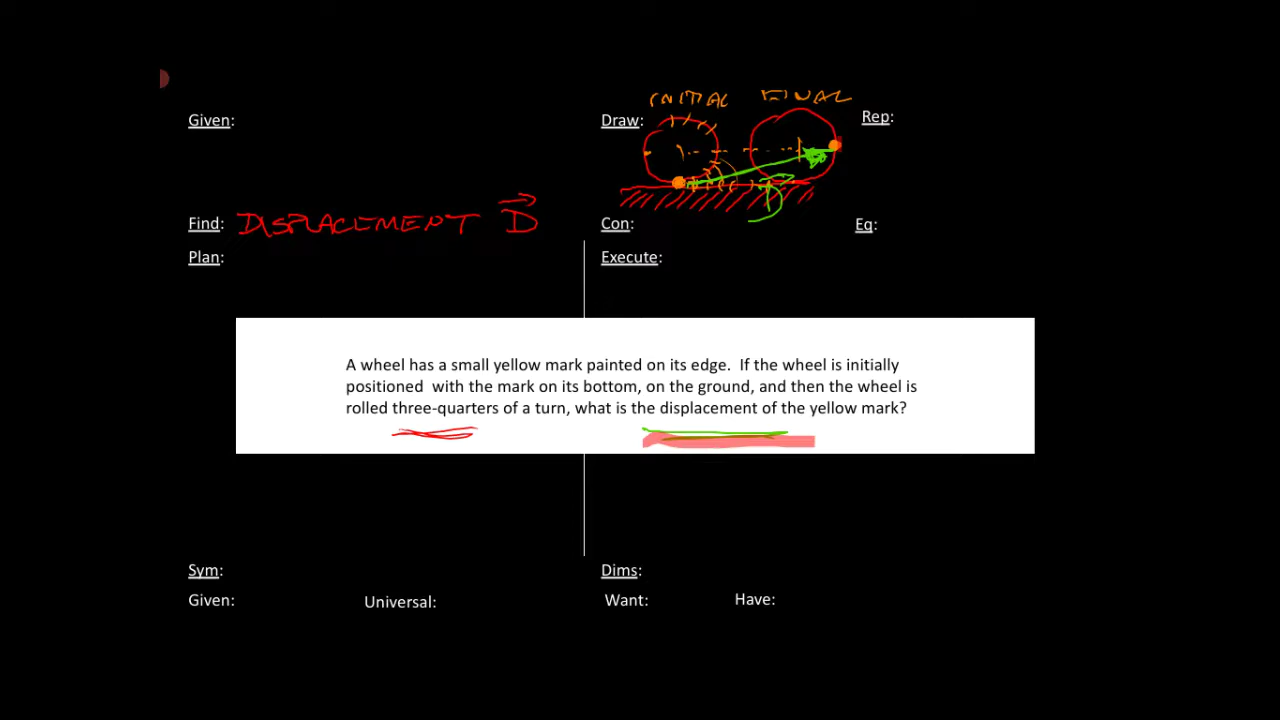 INITIAL FINAL
Given: Draw: Rep:
Find: DISPLACEMENT D Con: D Eq:
Plan: Execute:
A wheel has a small yellow mark painted on its edge. If the wheel is initially
positioned with the mark on its bottom, on the ground, and then the wheel is
rolled three-quarters of a turn, what is the displacement of the yellow mark?
Sym: Dims:
Given: Universal: Want: Have: